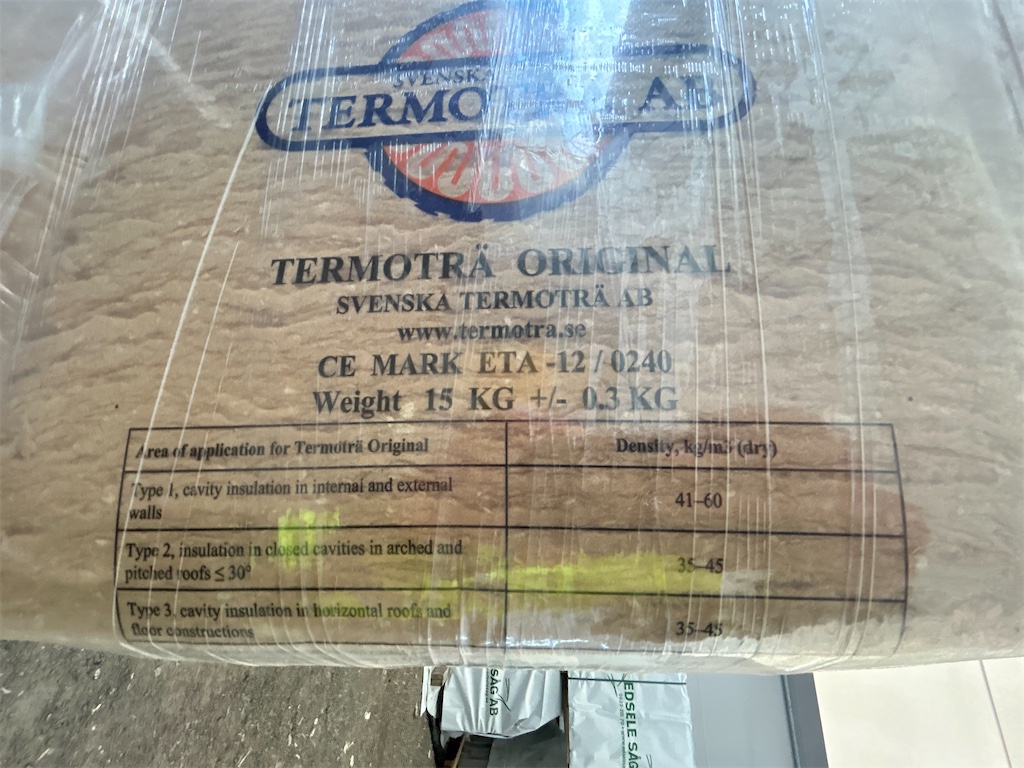 SVENSKA
TERMO AB
TERMOTRÄ ORIGINAL
SVENSKA TERMOTRÄ AB
www.termotra.se
CE MARK ETA -12 / 0240
Weight 15 KG +/- 0.3 KG
Area of application for Termoträ Original
Density, kg/m3 (dry)
Type 1, cavity insulation in internal and external
walls
41–60
Type 2, insulation in closed cavities in arched and
pitched roofs ≤ 30°
35–45
Type 3, cavity insulation in horizontal roofs and
floor constructions
35–45
SÅG AB
EDSELE SÅG